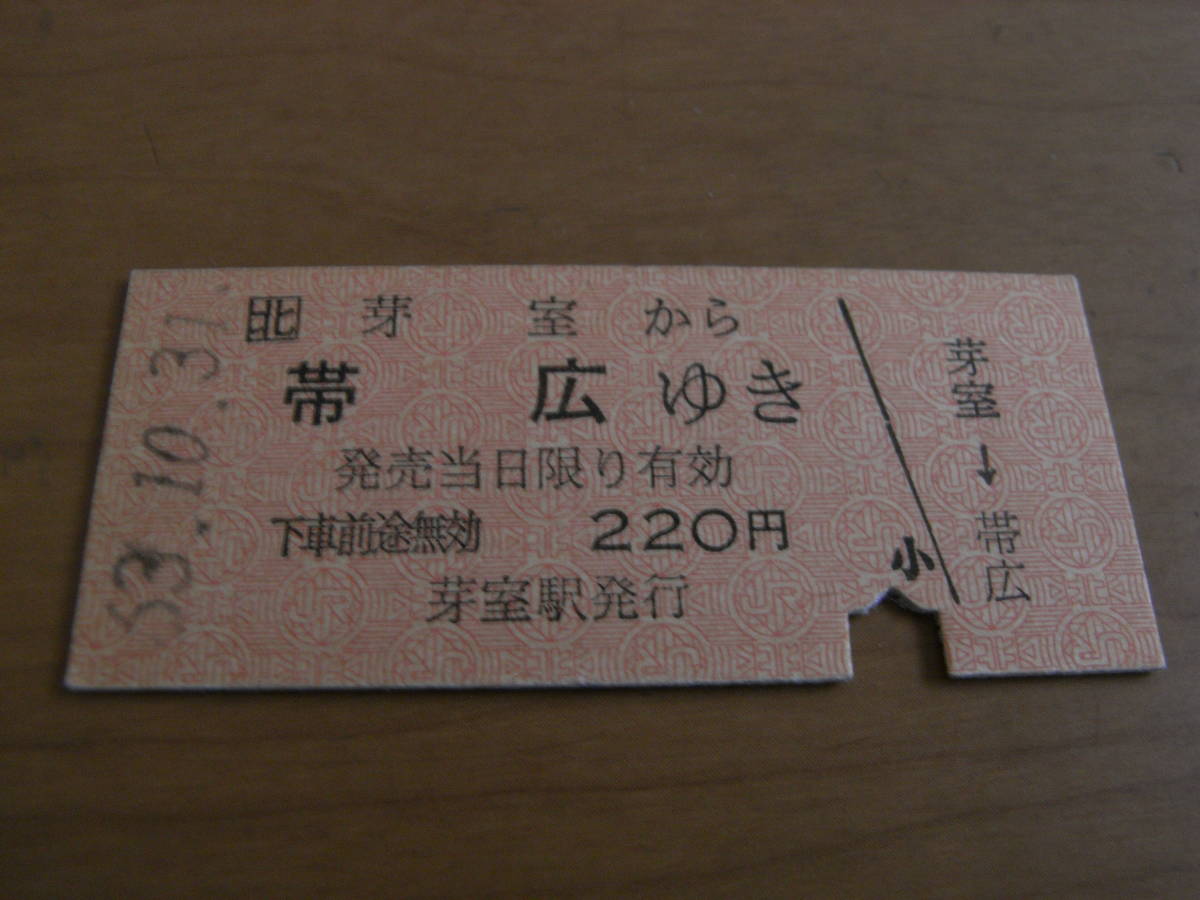 北 芽室から
帯広ゆき
発売当日限り有効
下車前途無効 220円
芽室駅発行
小
芽室→帯広
63.10.31